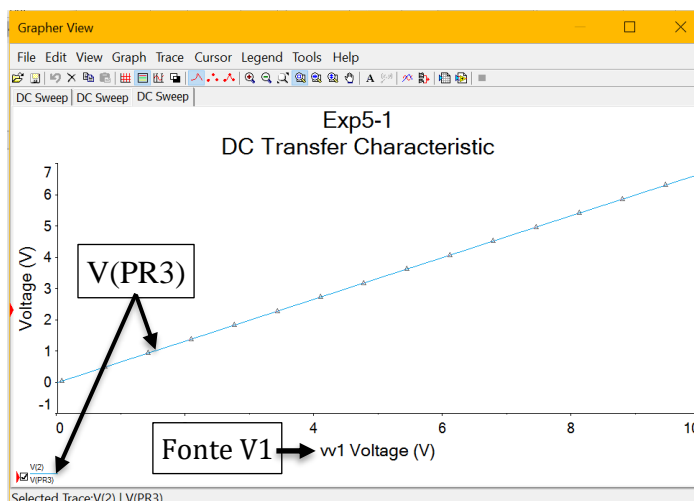 Grapher View
File Edit View Graph Trace Cursor Legend Tools Help
DC Sweep DC Sweep DC Sweep
Exp5-1
DC Transfer Characteristic
Voltage (V)
7
6
5
4
3
2
1
0
-1
V(PR3)
0 2 4 6 8 10
Fonte V1
vv1 Voltage (V)
V(2)
V(PR3)
Selected Trace:V(2) | V(PR3)